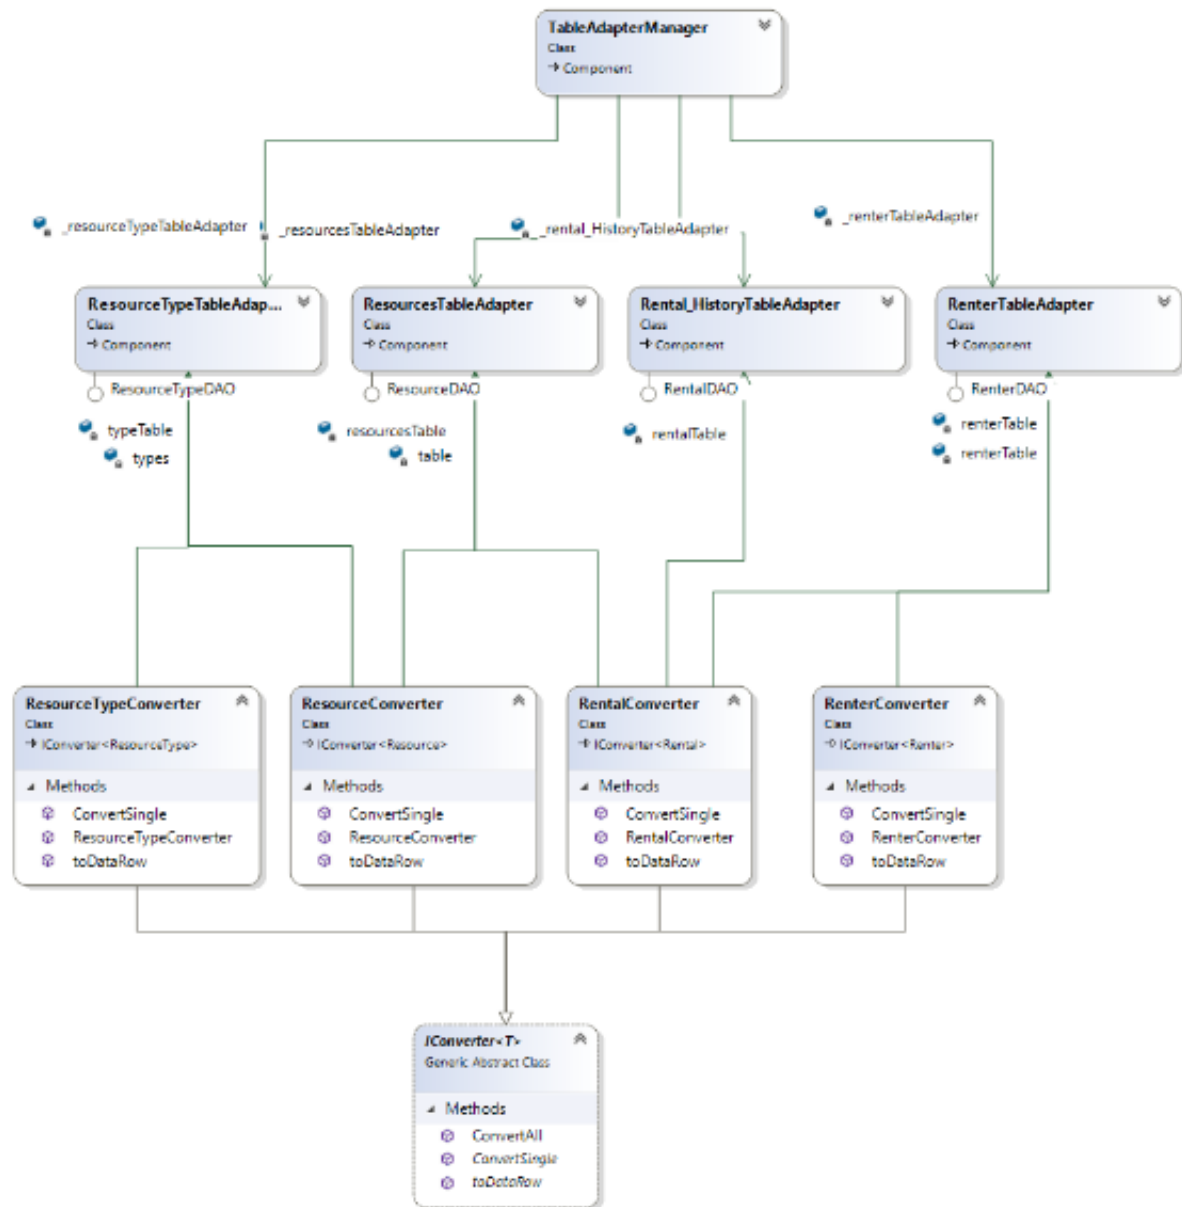 TableAdapterManager
Class
Component
_resourceTypeTableAdapter
_resourcesTableAdapter
_rental_HistoryTableAdapter
_renterTableAdapter
ResourceTypeTableAdap...
Class
Component
ResourcesTableAdapter
Class
Component
Rental_HistoryTableAdapter
Class
Component
RenterTableAdapter
Class
Component
ResourceTypeDAO
ResourceDAO
RentalDAO
RenterDAO
typeTable
types
resourcesTable
table
rentalTable
renterTable
renterTable
ResourceTypeConverter
Class
IConverter<ResourceType>
Methods
ConvertSingle
ResourceTypeConverter
toDataRow
ResourceConverter
Class
IConverter<Resource>
Methods
ConvertSingle
ResourceConverter
toDataRow
RentalConverter
Class
IConverter<Rental>
Methods
ConvertSingle
RentalConverter
toDataRow
RenterConverter
Class
IConverter<Renter>
Methods
ConvertSingle
RenterConverter
toDataRow
IConverter<T>
Generic Abstract Class
Methods
ConvertAll
ConvertSingle
toDataRow